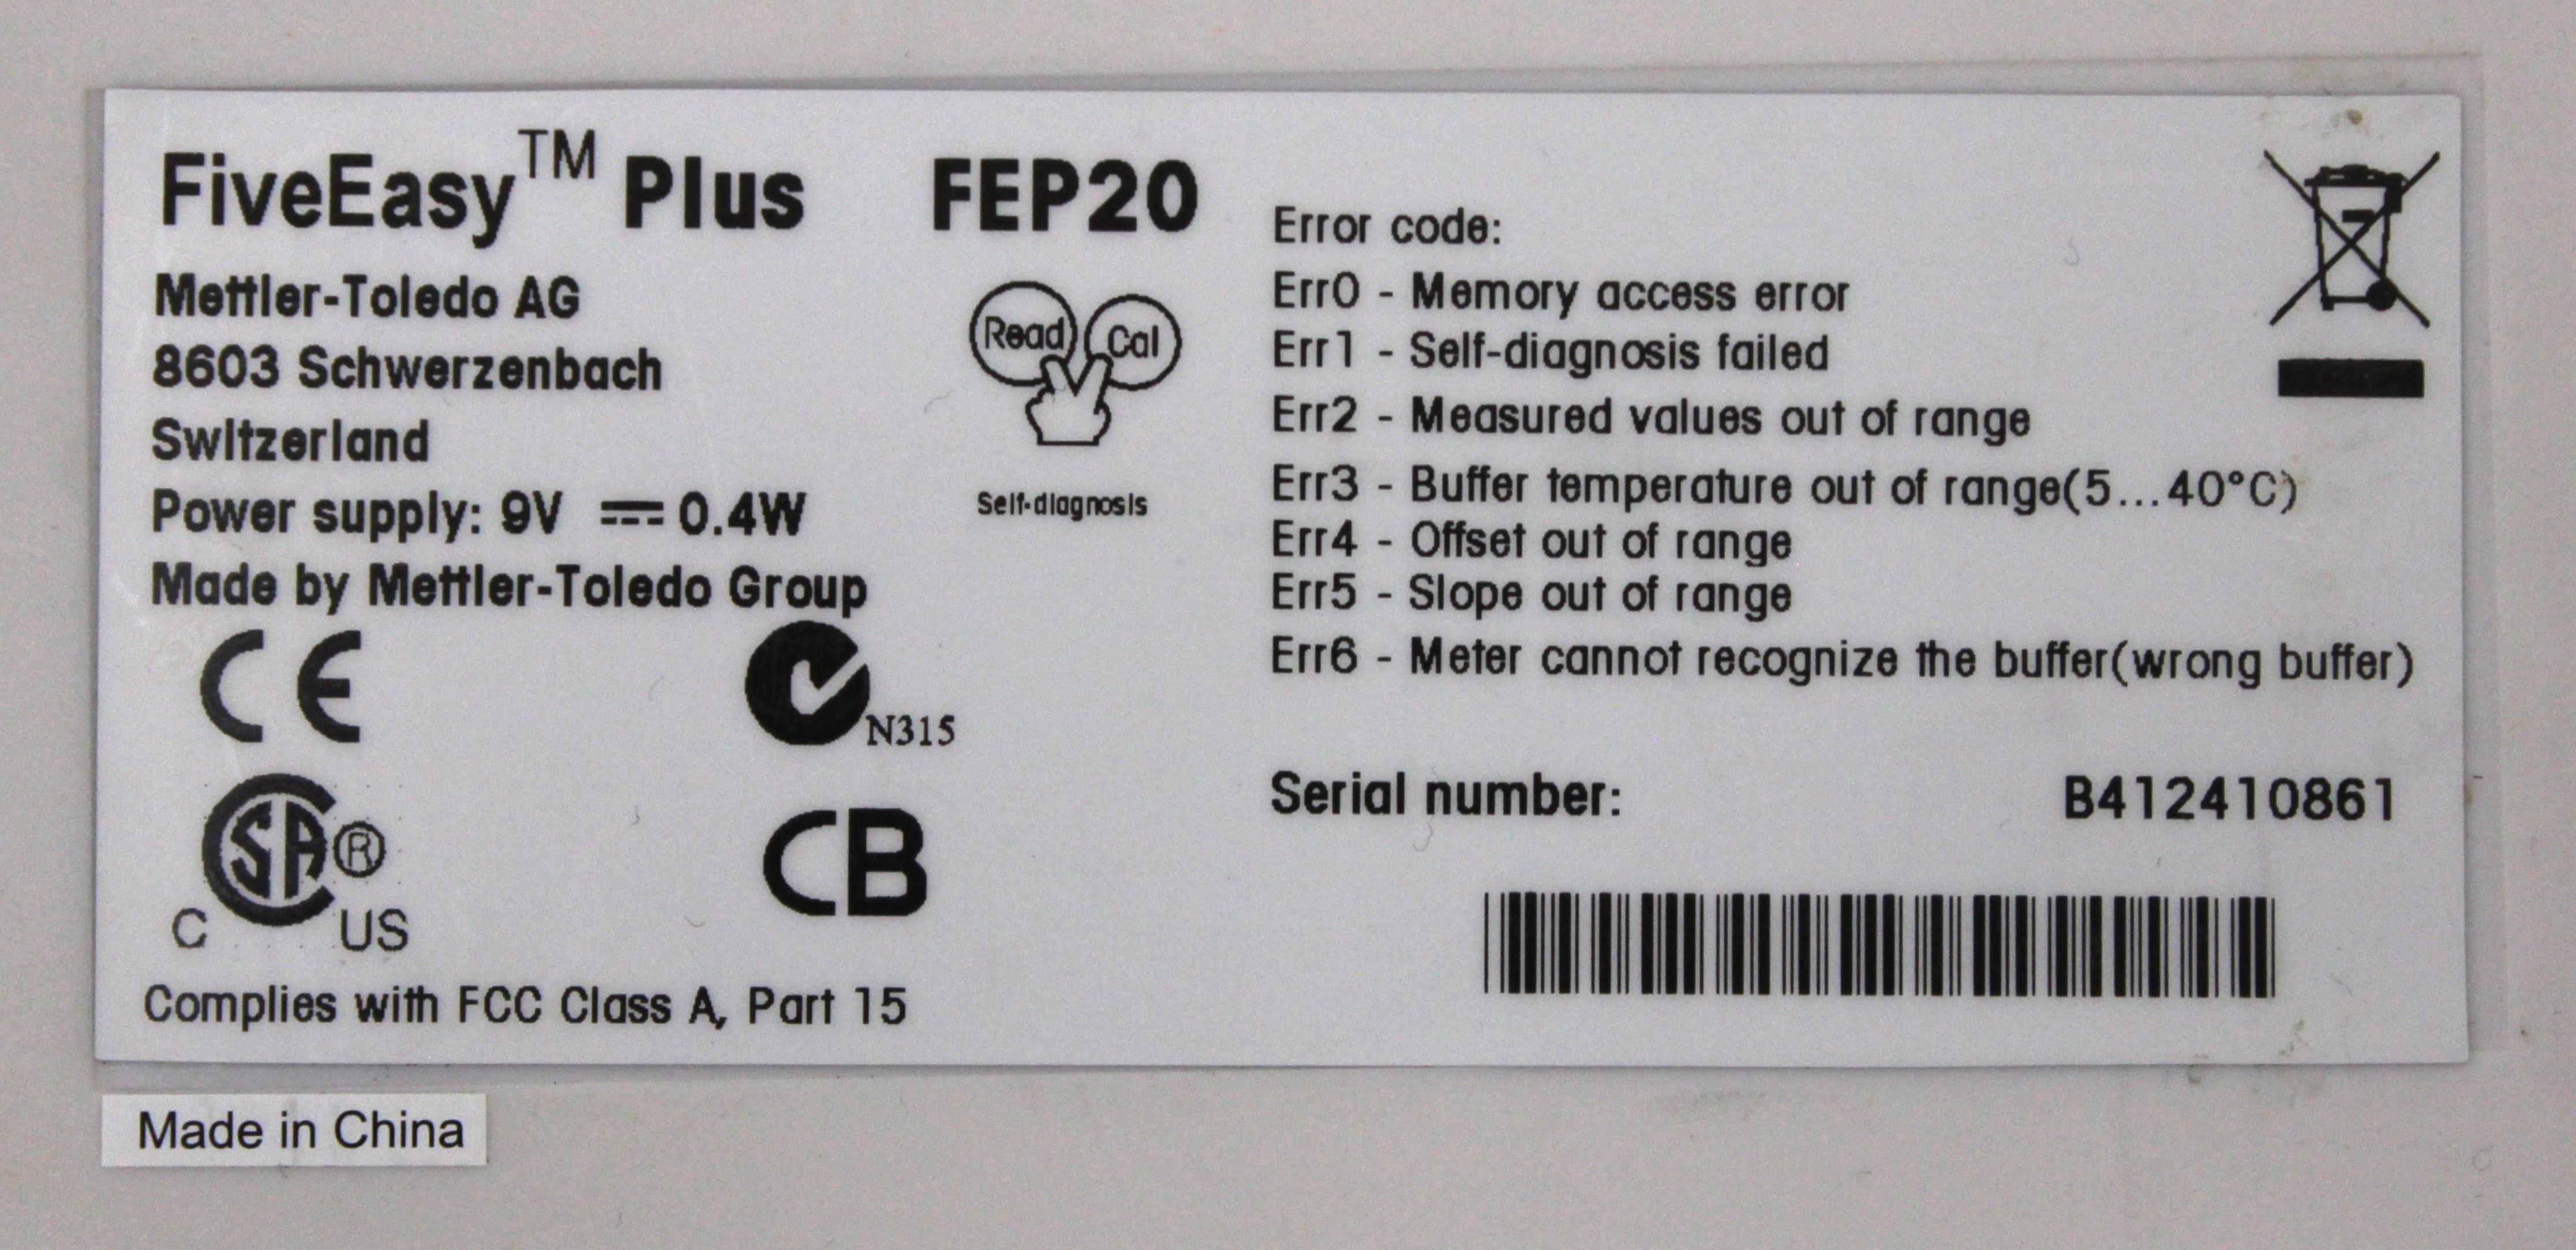 FiveEasy™ Plus FEP20
Mettler-Toledo AG
8603 Schwerzenbach
Switzerland
Power supply: 9V ⎓ 0.4W
Made by Mettler-Toledo Group
Read Cal
Self-diagnosis
CE
N315
CSA®
C US
CB
Complies with FCC Class A, Part 15
Error code:
Err0 - Memory access error
Err1 - Self-diagnosis failed
Err2 - Measured values out of range
Err3 - Buffer temperature out of range(5...40°C)
Err4 - Offset out of range
Err5 - Slope out of range
Err6 - Meter cannot recognize the buffer(wrong buffer)
Serial number: B412410861
Made in China